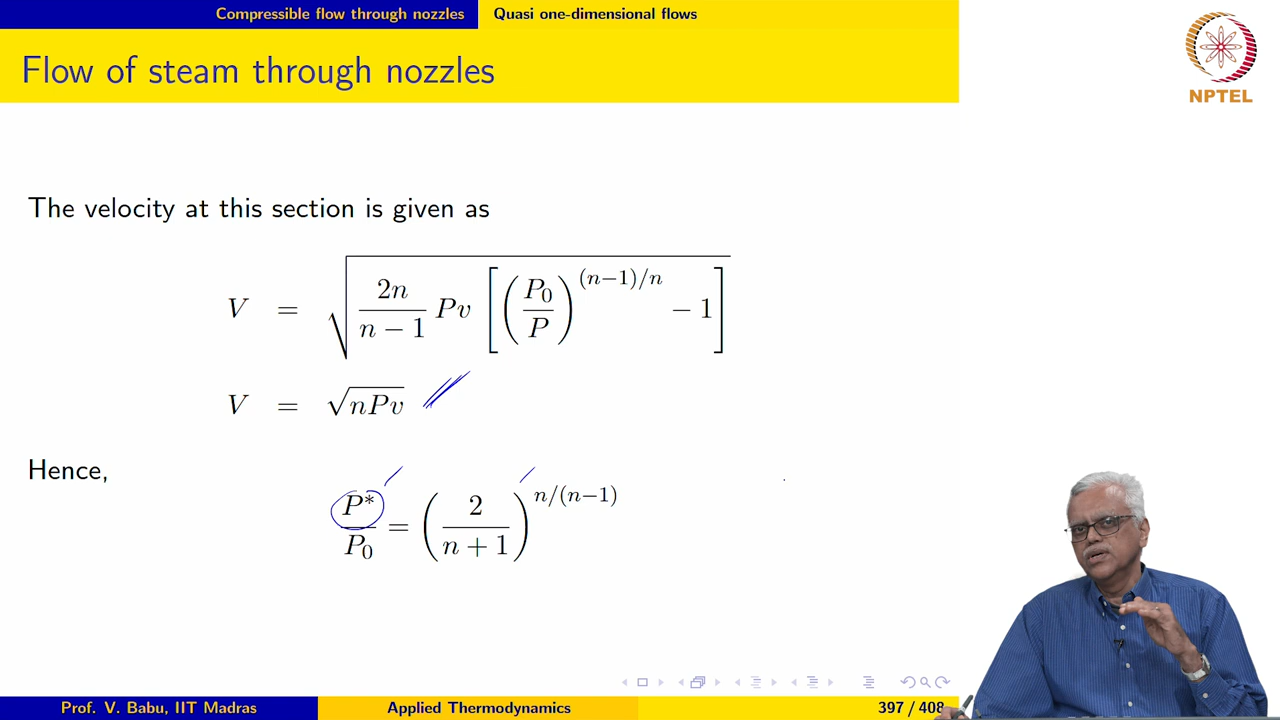 Compressible flow through nozzles Quasi one-dimensional flows
Flow of steam through nozzles
NPTEL
The velocity at this section is given as
V = √(2n/(n − 1) Pv [(P₀/P)^((n−1)/n) − 1])
V = √(nPv)
Hence,
P*/P₀ = (2/(n + 1))^(n/(n−1))
Prof. V. Babu, IIT Madras Applied Thermodynamics 397 / 408